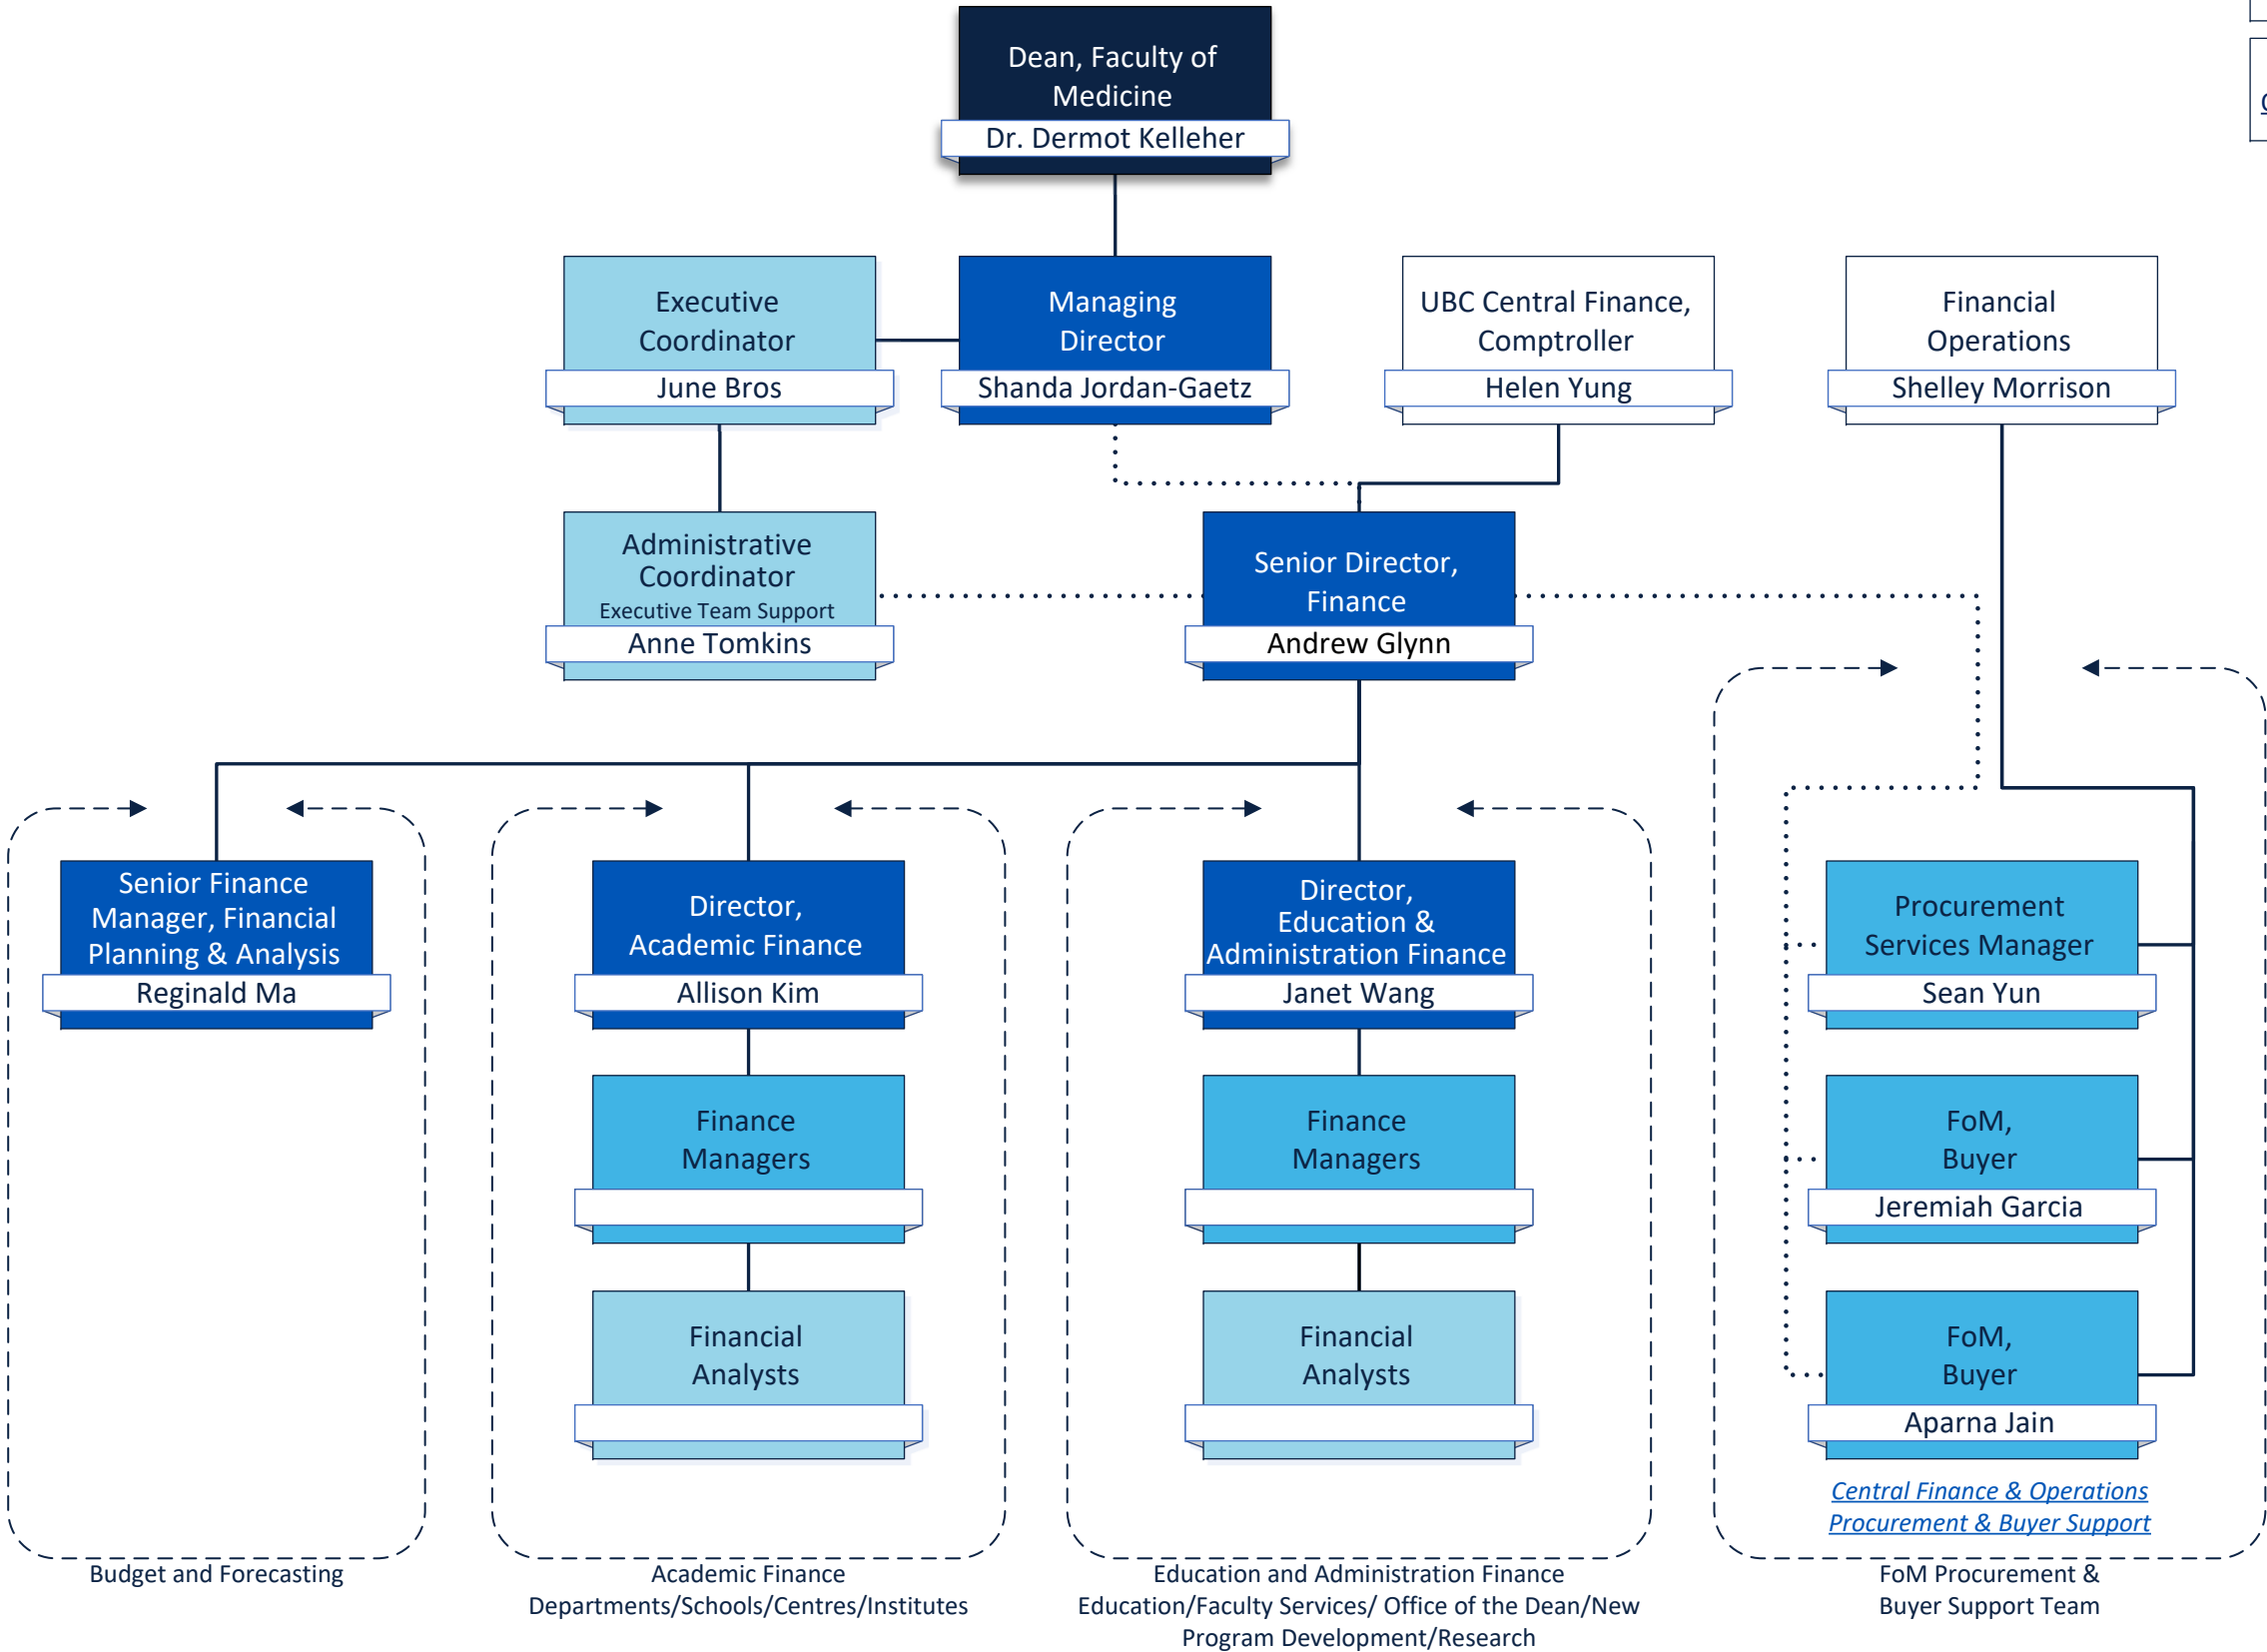 Dean, Faculty of
Medicine
Dr. Dermot Kelleher
Executive
Coordinator
June Bros
Managing
Director
Shanda Jordan-Gaetz
UBC Central Finance,
Comptroller
Helen Yung
Financial
Operations
Shelley Morrison
Administrative
Coordinator
Executive Team Support
Anne Tomkins
Senior Director,
Finance
Andrew Glynn
Senior Finance
Manager, Financial
Planning & Analysis
Reginald Ma
Director,
Academic Finance
Allison Kim
Director,
Education &
Administration Finance
Janet Wang
Procurement
Services Manager
Sean Yun
Finance
Managers
Finance
Managers
FoM,
Buyer
Jeremiah Garcia
Financial
Analysts
Financial
Analysts
FoM,
Buyer
Aparna Jain
Central Finance & Operations
Procurement & Buyer Support
Budget and Forecasting
Academic Finance
Departments/Schools/Centres/Institutes
Education and Administration Finance
Education/Faculty Services/ Office of the Dean/New
Program Development/Research
FoM Procurement &
Buyer Support Team